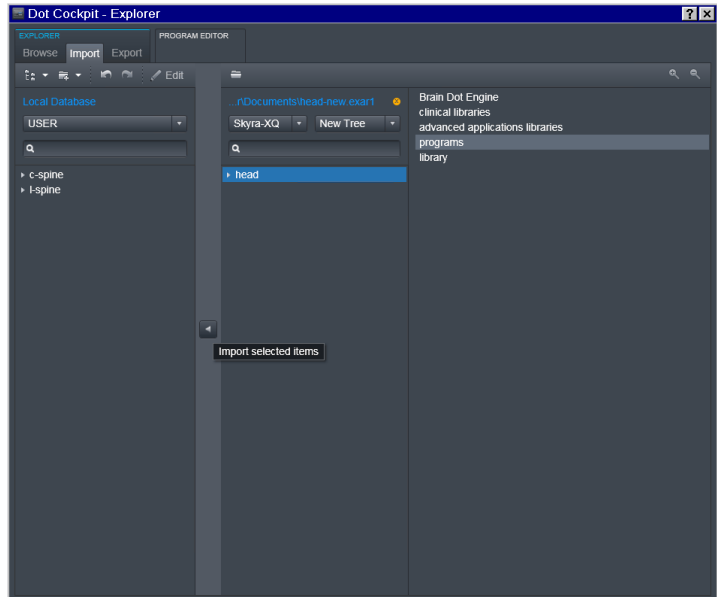 Dot Cockpit - Explorer
EXPLORER
PROGRAM EDITOR
Browse Import Export
Edit
Local Database
USER
c-spine
l-spine
...r\Documents\head-new.exar1
Skyra-XQ
New Tree
head
Import selected items
Brain Dot Engine
clinical libraries
advanced applications libraries
programs
library